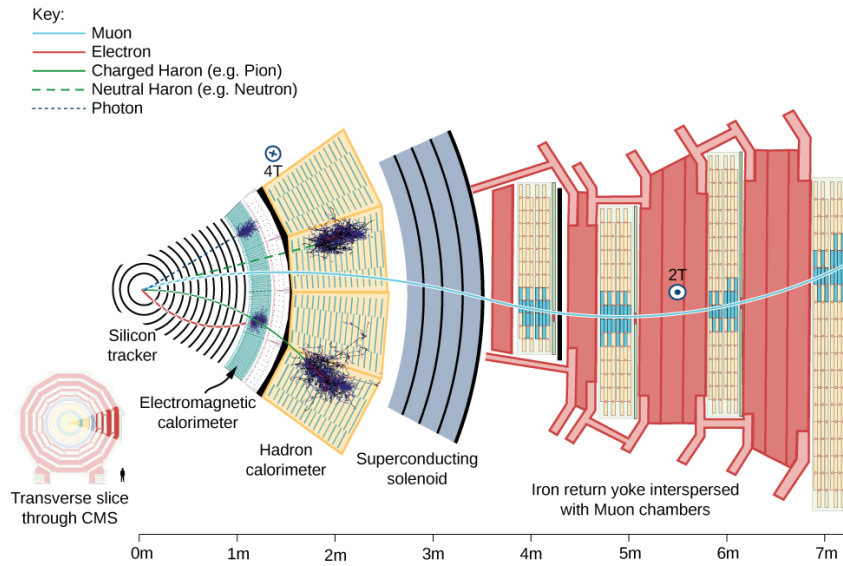 Key:
Muon
Electron
Charged Haron (e.g. Pion)
Neutral Haron (e.g. Neutron)
Photon
4T
2T
Silicon
tracker
Electromagnetic
calorimeter
Hadron
calorimeter
Superconducting
solenoid
Iron return yoke interspersed
with Muon chambers
Transverse slice
through CMS
0m
1m
2m
3m
4m
5m
6m
7m